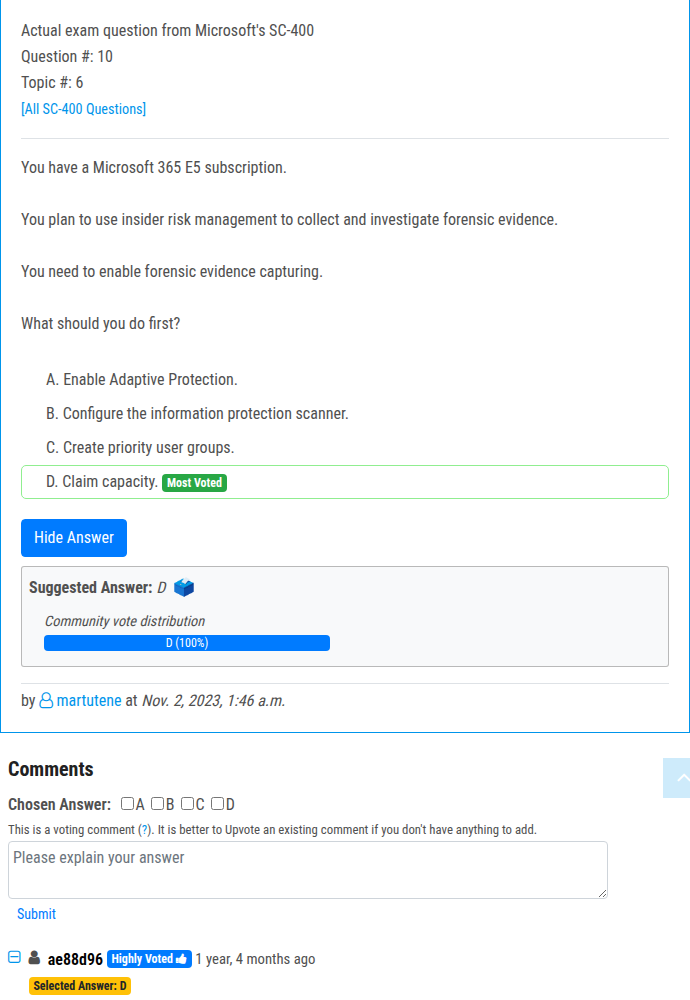 Actual exam question from Microsoft's SC-400
Question #: 10
Topic #: 6
[All SC-400 Questions]
You have a Microsoft 365 E5 subscription.
You plan to use insider risk management to collect and investigate forensic evidence.
You need to enable forensic evidence capturing.
What should you do first?
A. Enable Adaptive Protection.
B. Configure the information protection scanner.
C. Create priority user groups.
D. Claim capacity. Most Voted
Hide Answer
Suggested Answer: D
Community vote distribution
D (100%)
by martutene at Nov. 2, 2023, 1:46 a.m.
Comments
Chosen Answer: A B C D
This is a voting comment (?). It is better to Upvote an existing comment if you don't have anything to add.
Please explain your answer
Submit
ae88d96 Highly Voted 1 year, 4 months ago
Selected Answer: D